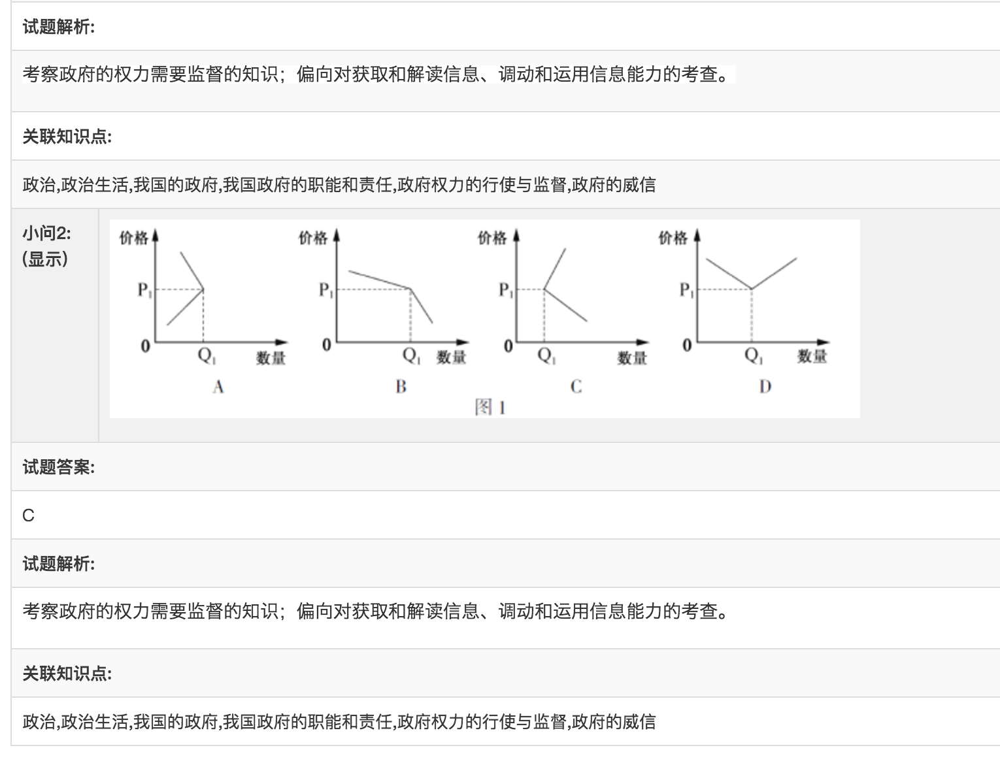 试题解析:
考察政府的权力需要监督的知识；偏向对获取和解读信息、调动和运用信息能力的考查。
关联知识点:
政治,政治生活,我国的政府,我国政府的职能和责任,政府权力的行使与监督,政府的威信
小问2:
(显示)
价格 价格 价格 价格
P₁ P₁ P₁ P₁
0 0 0 0
Q₁ 数量 Q₁ 数量 Q₁ 数量 Q₁ 数量
A B C D
图 1
试题答案:
C
试题解析:
考察政府的权力需要监督的知识；偏向对获取和解读信息、调动和运用信息能力的考查。
关联知识点:
政治,政治生活,我国的政府,我国政府的职能和责任,政府权力的行使与监督,政府的威信